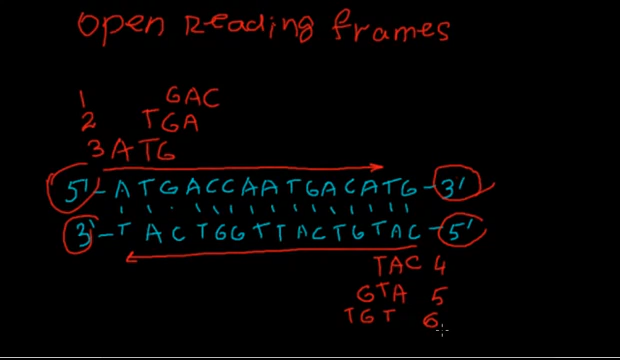 Open Reading frames
1 GAC
2 TGA
3 ATG
5'-ATGACCAATGACATG-3'
3'-TACTGGTTACTGTAC-5'
TAC 4
GTA 5
TGT 6